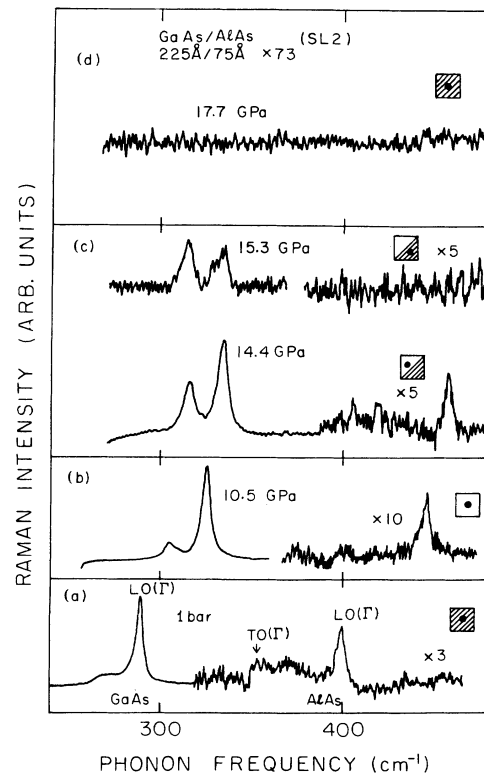 GaAs/AlAs (SL2)
225Å/75Å ×73
(d)
17.7 GPa
(c)
15.3 GPa
×5
14.4 GPa
×5
(b)
10.5 GPa
×10
(a)
LO(Γ)
1 bar
TO(Γ)
LO(Γ)
×3
GaAs
AlAs
300
400
PHONON FREQUENCY (cm⁻¹)
RAMAN INTENSITY (ARB. UNITS)